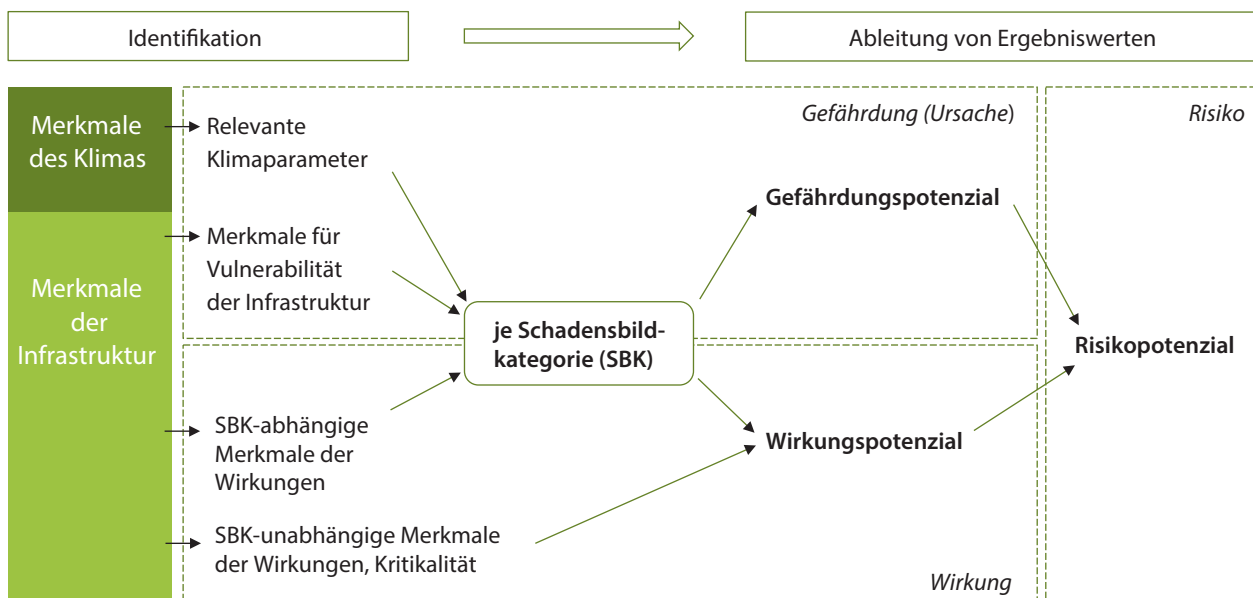 Identifikation
Ableitung von Ergebniswerten
Merkmale
des Klimas
Relevante
Klimaparameter
Gefährdung (Ursache)
Risiko
Gefährdungspotenzial
Merkmale für
Vulnerabilität
der Infrastruktur
Merkmale
der
Infrastruktur
je Schadensbild-
kategorie (SBK)
Risikopotenzial
SBK-abhängige
Merkmale der
Wirkungen
Wirkungspotenzial
SBK-unabhängige Merkmale
der Wirkungen, Kritikalität
Wirkung